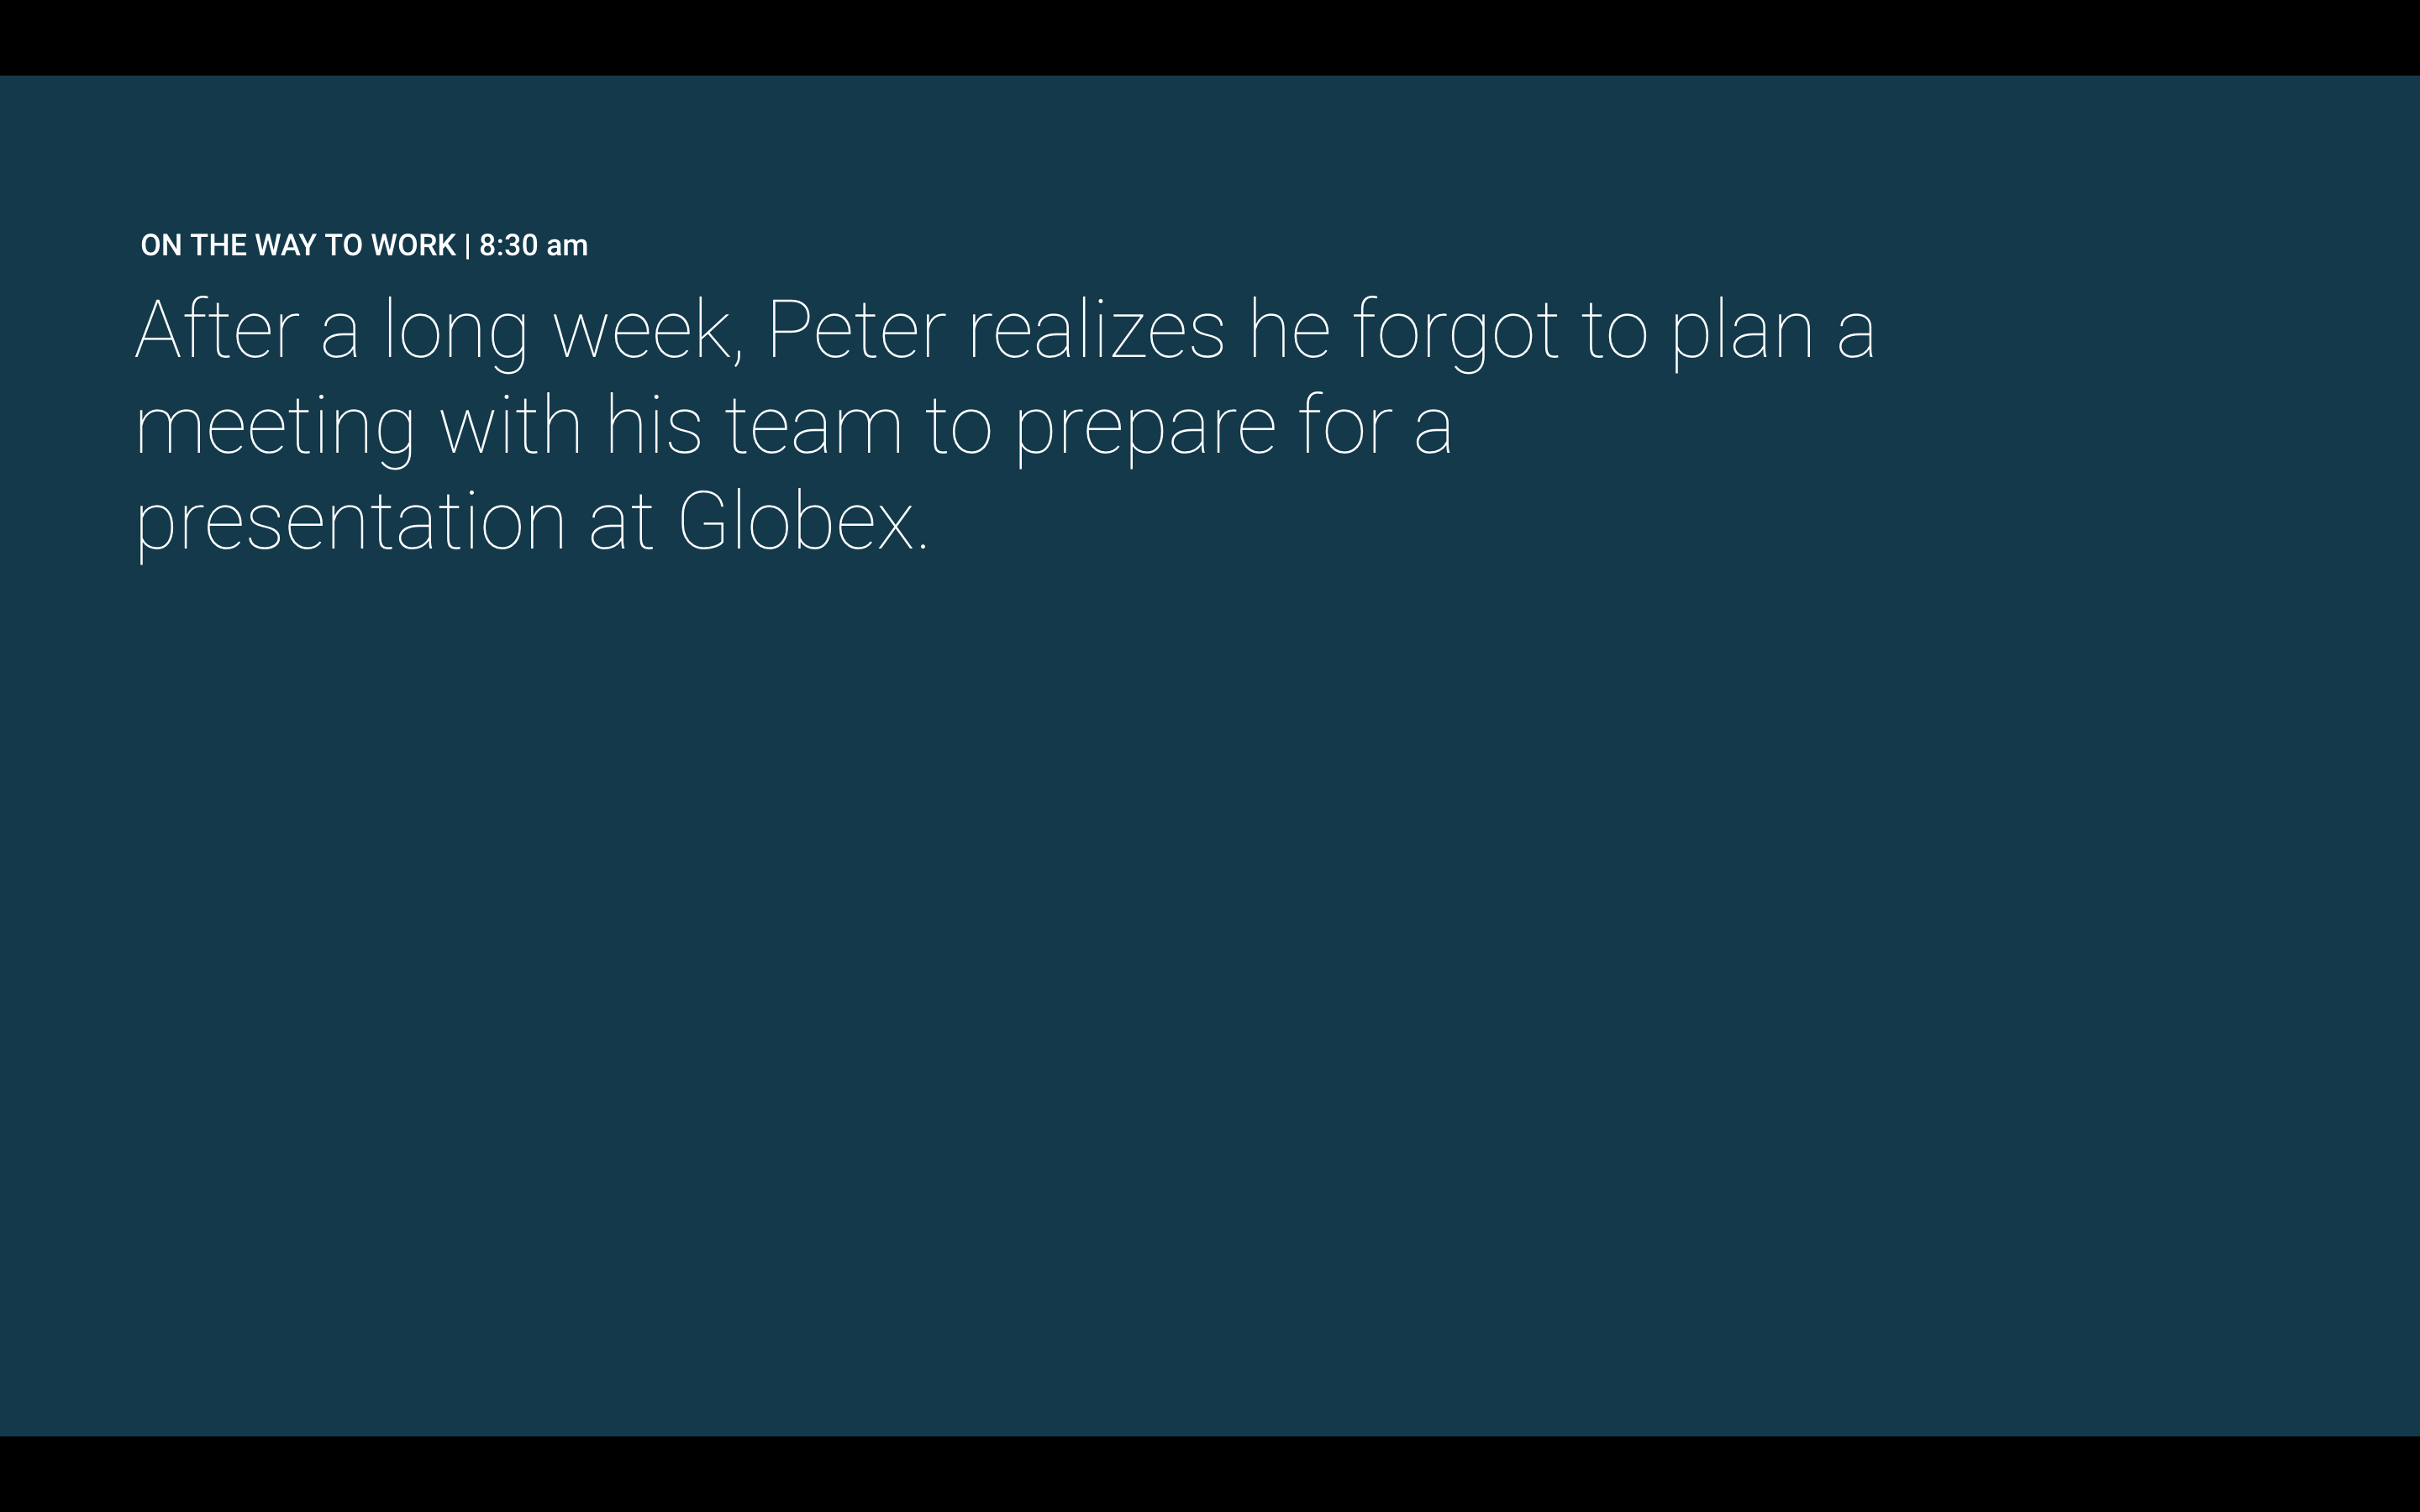 ON THE WAY TO WORK | 8:30 am
After a long week, Peter realizes he forgot to plan a
meeting with his team to prepare for a
presentation at Globex.